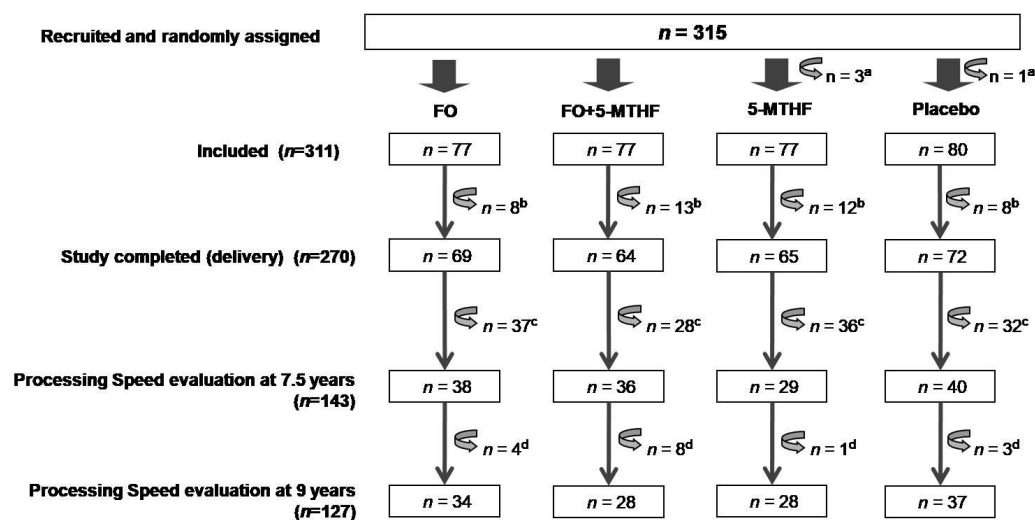 Recruited and randomly assigned
n = 315
n = 3a
n = 1a
FO
FO+5-MTHF
5-MTHF
Placebo
Included (n=311)
n = 77
n = 77
n = 77
n = 80
n = 8b
n = 13b
n = 12b
n = 8b
Study completed (delivery) (n=270)
n = 69
n = 64
n = 65
n = 72
n = 37c
n = 28c
n = 36c
n = 32c
Processing Speed evaluation at 7.5 years
(n=143)
n = 38
n = 36
n = 29
n = 40
n = 4d
n = 8d
n = 1d
n = 3d
Processing Speed evaluation at 9 years
(n=127)
n = 34
n = 28
n = 28
n = 37